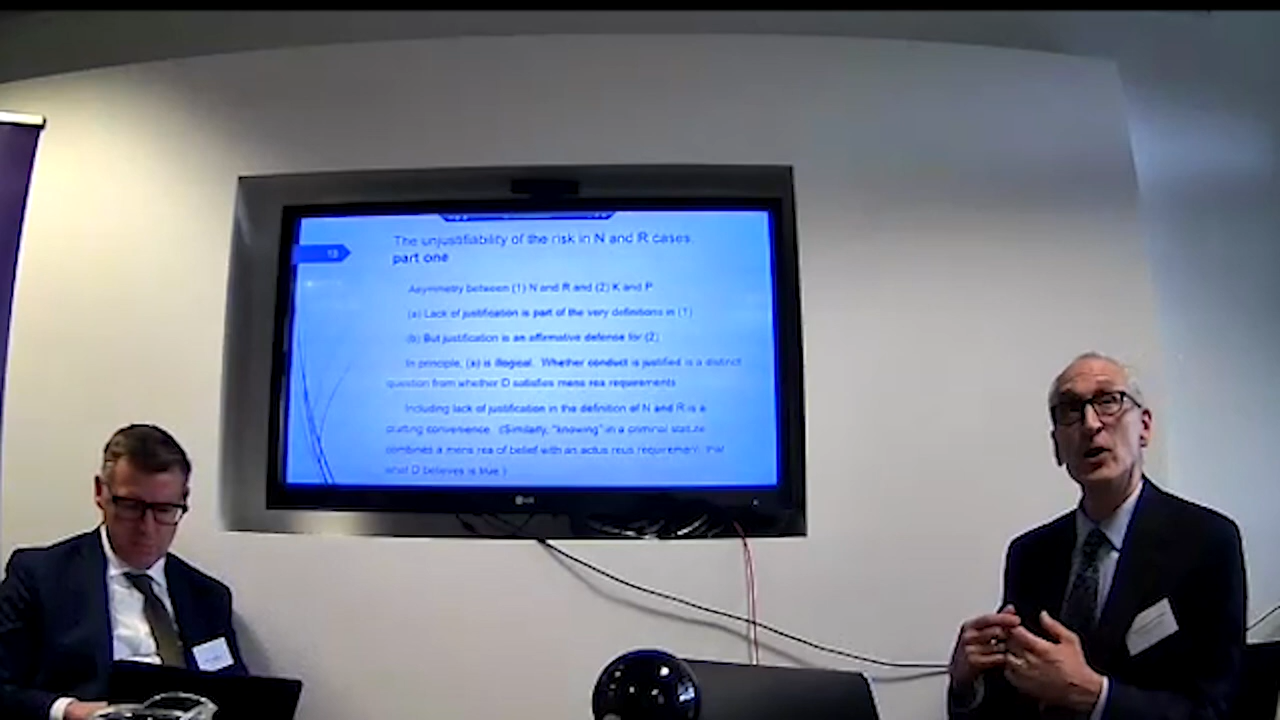 13
The unjustifiability of the risk in N and R cases,
part one
Asymmetry between (1) N and R and (2) K and P
(a) Lack of justification is part of the very definitions in (1)
(b) But justification is an affirmative defense for (2)
In principle, (a) is illogical. Whether conduct is justified is a distinct
question from whether D satisfies mens rea requirements
Including lack of justification in the definition of N and R is a
drafting convenience. (Similarly, "knowing" in a criminal statute
combines a mens rea of belief with an actus reus requirement, that
what D believes is true.)
LG